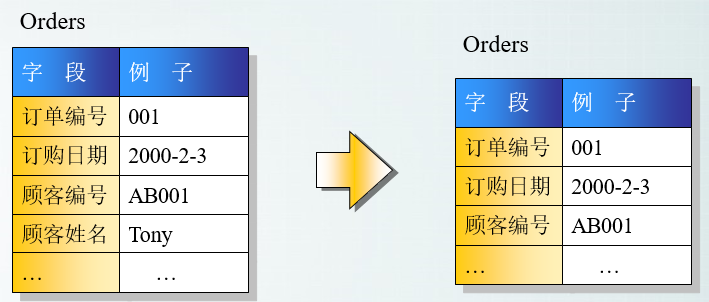 Orders
字 段 例 子
订单编号 001
订购日期 2000-2-3
顾客编号 AB001
顾客姓名 Tony
… …
Orders
字 段 例 子
订单编号 001
订购日期 2000-2-3
顾客编号 AB001
… …